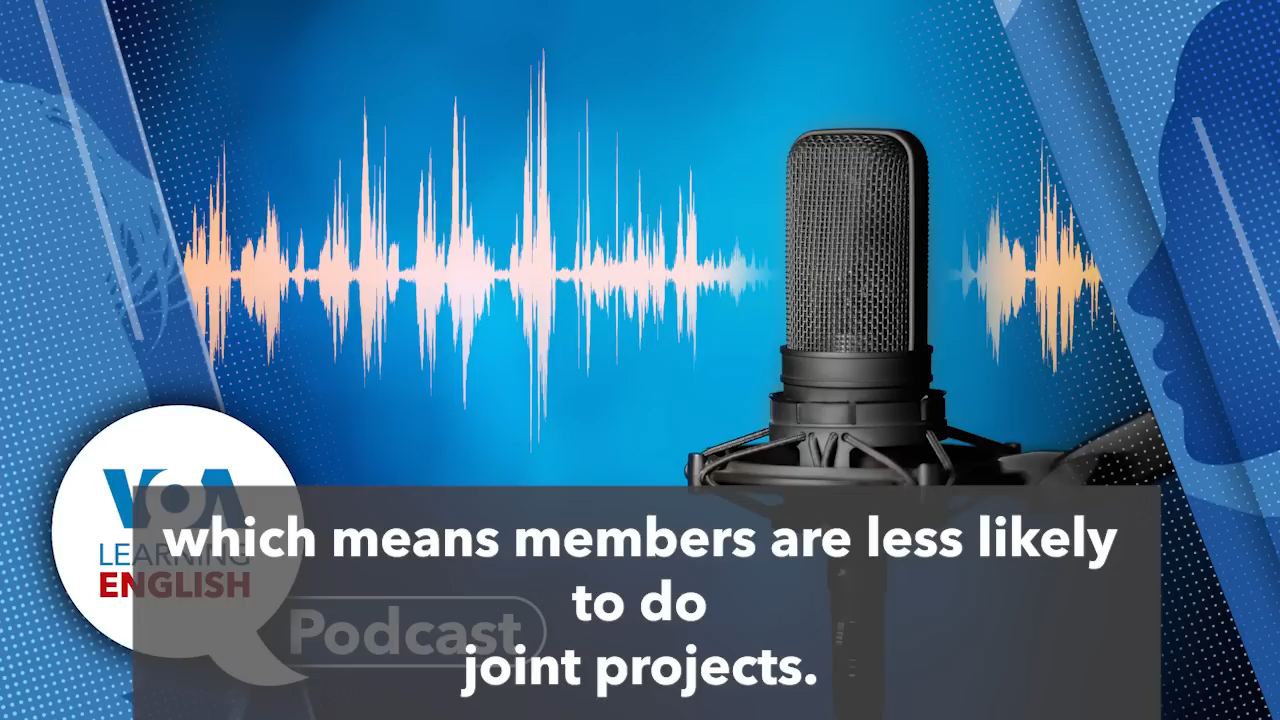 VOA
LEARNING
ENGLISH
Podcast
which means members are less likely
to do
joint projects.